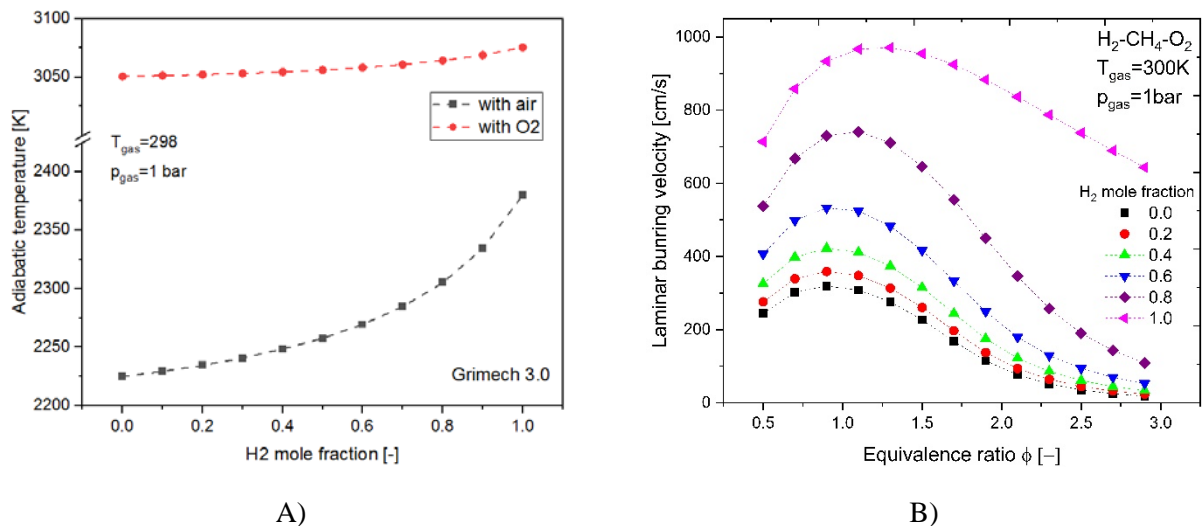 3050
3075
2400
2350
2300
2250
2200
0.0 0.2 0.4 0.6 0.8 1.0
H2 mole fraction [-]
Adiabatic temperature [K]
T gas=298
p gas=1 bar
with air
with O2
Grimech 3.0
A)
1000
800
600
400
200
0
0.5 1.0 1.5 2.0 2.5 3.0
Equivalence ratio ϕ [−]
Laminar bunring velocity [cm/s]
H2-CH4-O2
Tgas=300K
pgas=1bar
H2 mole fraction
0.0
0.2
0.4
0.6
0.8
1.0
B)